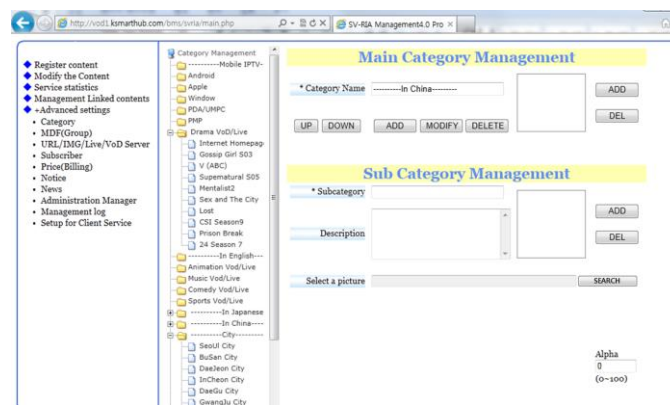 http://vod1.ksmarthub.com/bms/svria/main.php
SV-RIA Management4.0 Pro
Register content
Modify the Content
Service statistics
Management Linked contents
+Advanced settings
Category
MDF(Group)
URL/IMG/Live/VoD Server
Subscriber
Price(Billing)
Notice
News
Administration Manager
Management log
Setup for Client Service
Category Management
----------Mobile IPTV-
Android
Apple
Window
PDA/UMPC
PMP
Drama VoD/Live
Internet Homepag
Gossip Girl S03
V (ABC)
Supernatural S05
Mentalist2
Sex and The City
Lost
CSI Season9
Prison Break
24 Season 7
----------In English---
Animation Vod/Live
Music Vod/Live
Comedy Vod/Live
Sports Vod/Live
----------In Japanese
----------In China----
----------City---------
SeoUl City
BuSan City
DaeJeon City
InCheon City
DaeGu City
GwangJu City
Main Category Management
* Category Name ----------In China--------- ADD
DEL
UP DOWN ADD MODIFY DELETE
Sub Category Management
* Subcategory
ADD
Description DEL
Select a picture SEARCH
Alpha
0
(0~100)